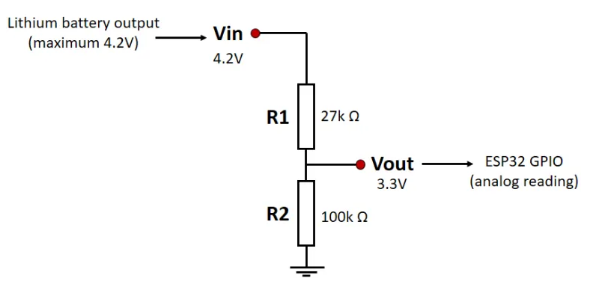 Lithium battery output
(maximum 4.2V)
Vin
4.2V
R1
27k Ω
Vout
3.3V
ESP32 GPIO
(analog reading)
R2
100k Ω